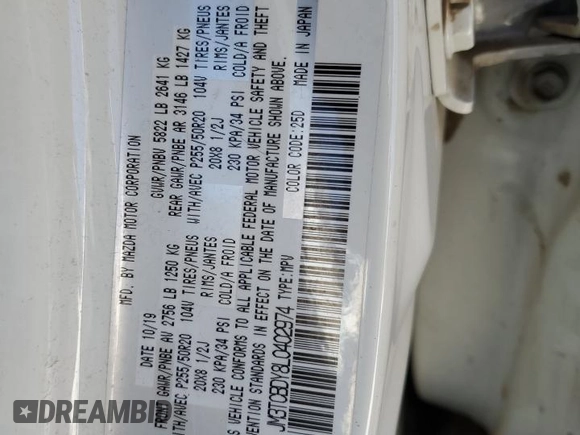 MFD. BY MAZDA MOTOR CORPORATION
DATE 10/19 GVWR/PNBV 5822 LB 2641 KG
FRONT GAWR/PNBE AV 2756 LB 1250 KG REAR GAWR/PNBE AR 3146 LB 1427 KG
WITH/AVEC P255/50R20 104V TIRES/PNEUS WITH/AVEC P255/50R20 104V TIRES/PNEUS
20X8 1/2J RIMS/JANTES 20X8 1/2J RIMS/JANTES
230 KPA/34 PSI COLD/A FROID 230 KPA/34 PSI COLD/A FROID
VEHICLE CONFORMS TO ALL APPLICABLE FEDERAL MOTOR VEHICLE SAFETY AND THEFT
STANDARDS IN EFFECT ON THE DATE OF MANUFACTURE SHOWN ABOVE.
JM3TCBDY8L0402974 TYPE:MPV COLOR CODE:25D MADE IN JAPAN
DREAMBI